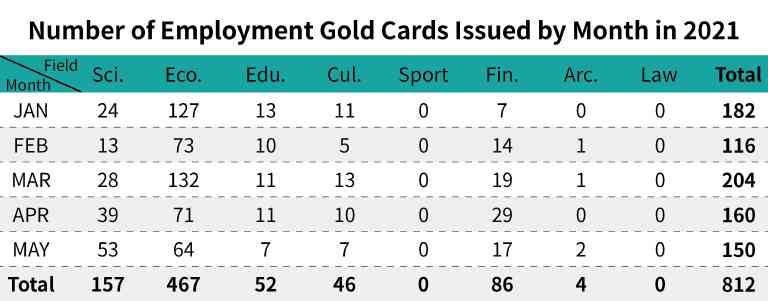 Number of Employment Gold Cards Issued by Month in 2021
Field
Month Sci. Eco. Edu. Cul. Sport Fin. Arc. Law Total
JAN 24 127 13 11 0 7 0 0 182
FEB 13 73 10 5 0 14 1 0 116
MAR 28 132 11 13 0 19 1 0 204
APR 39 71 11 10 0 29 0 0 160
MAY 53 64 7 7 0 17 2 0 150
Total 157 467 52 46 0 86 4 0 812